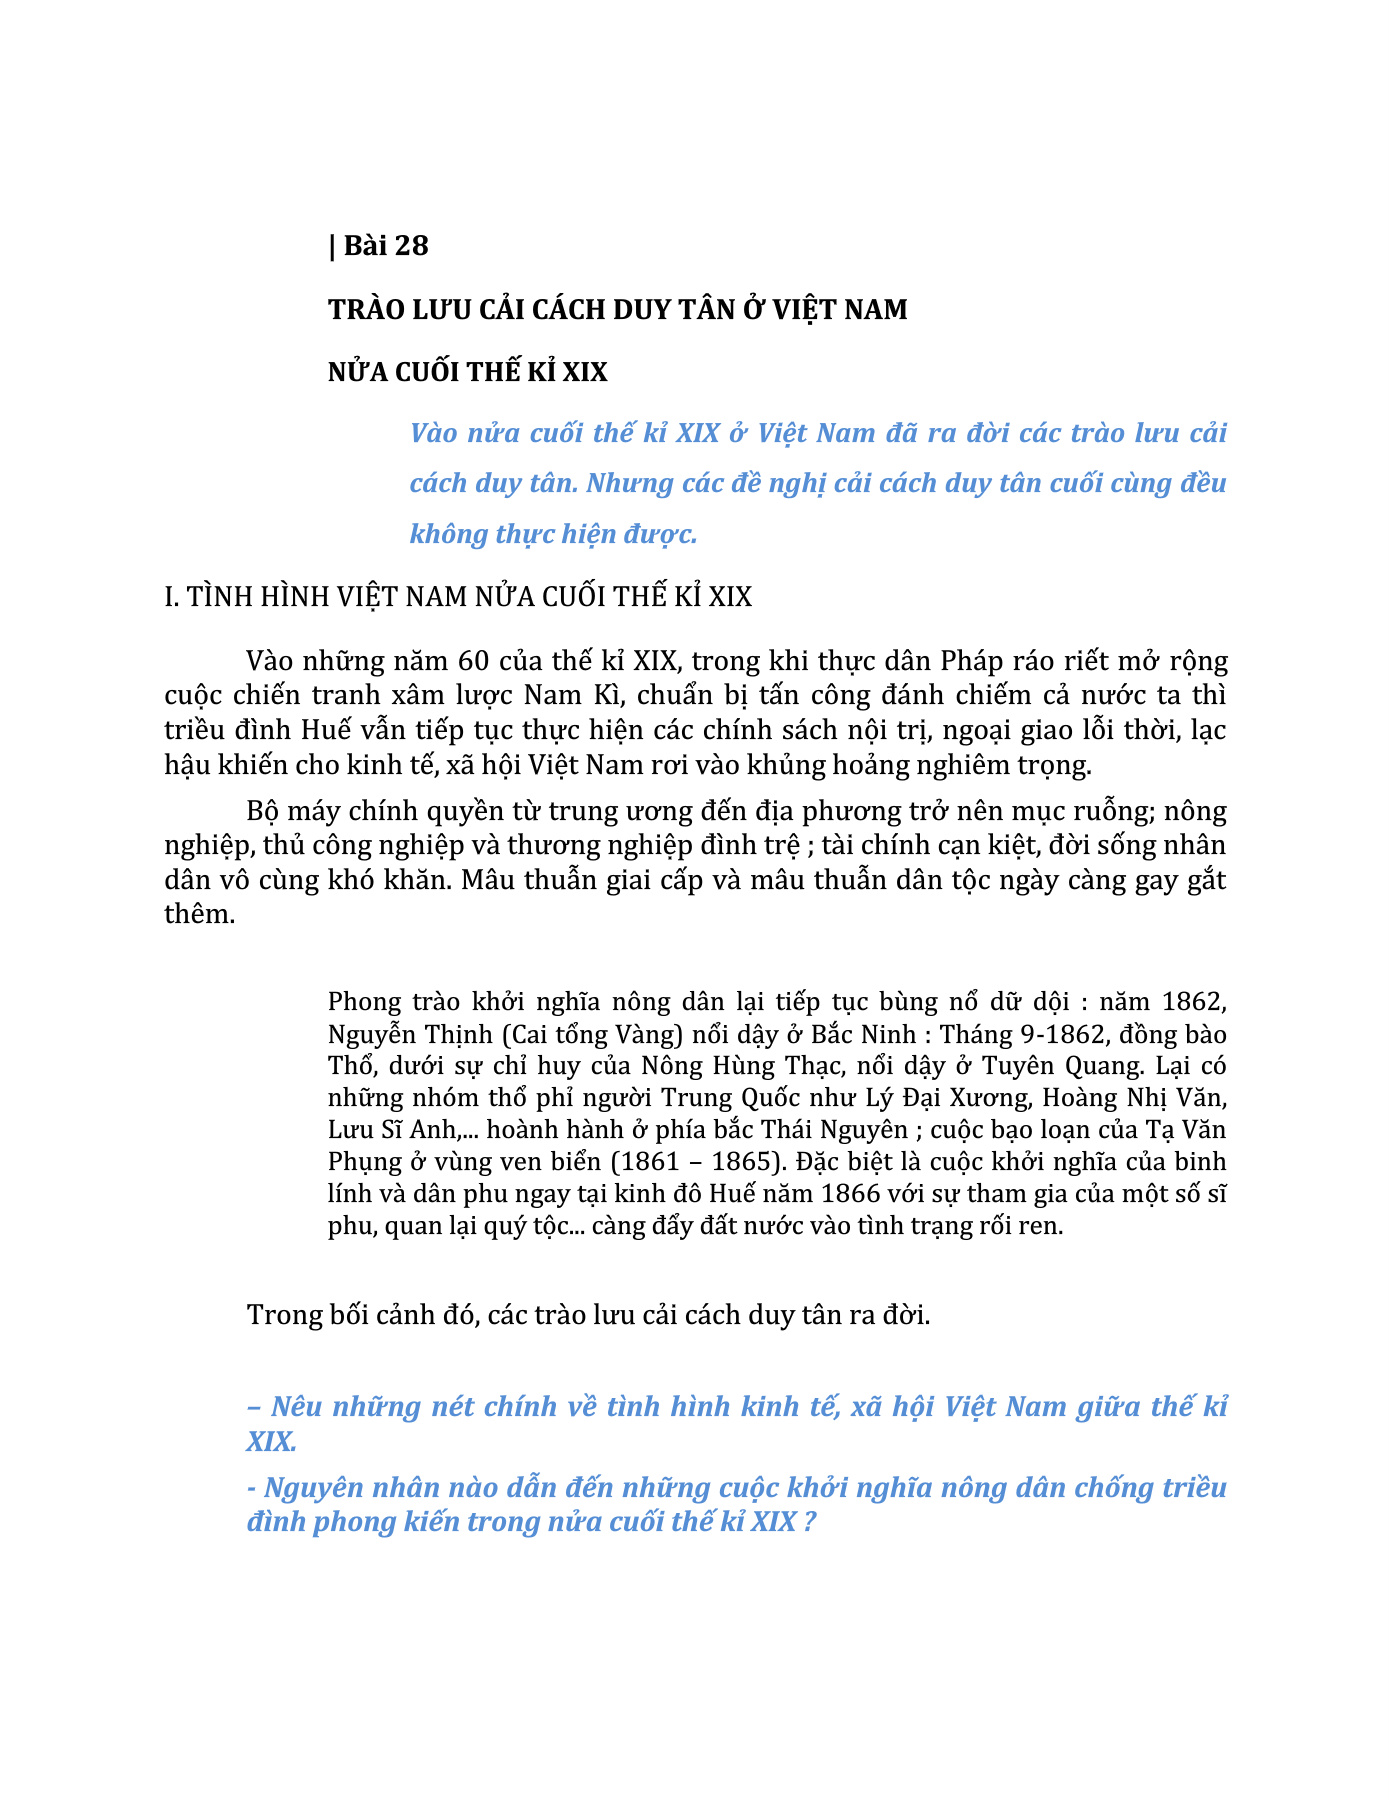 | Bài 28
TRÀO LƯU CẢI CÁCH DUY TÂN Ở VIỆT NAM
NỬA CUỐI THẾ KỈ XIX
Vào nửa cuối thế kỉ XIX ở Việt Nam đã ra đời các trào lưu cải
cách duy tân. Nhưng các đề nghị cải cách duy tân cuối cùng đều
không thực hiện được.
I. TÌNH HÌNH VIỆT NAM NỬA CUỐI THẾ KỈ XIX
Vào những năm 60 của thế kỉ XIX, trong khi thực dân Pháp ráo riết mở rộng
cuộc chiến tranh xâm lược Nam Kì, chuẩn bị tấn công đánh chiếm cả nước ta thì
triều đình Huế vẫn tiếp tục thực hiện các chính sách nội trị, ngoại giao lỗi thời, lạc
hậu khiến cho kinh tế, xã hội Việt Nam rơi vào khủng hoảng nghiêm trọng.
Bộ máy chính quyền từ trung ương đến địa phương trở nên mục ruỗng; nông
nghiệp, thủ công nghiệp và thương nghiệp đình trệ ; tài chính cạn kiệt, đời sống nhân
dân vô cùng khó khăn. Mâu thuẫn giai cấp và mâu thuẫn dân tộc ngày càng gay gắt
thêm.
Phong trào khởi nghĩa nông dân lại tiếp tục bùng nổ dữ dội : năm 1862,
Nguyễn Thịnh (Cai tổng Vàng) nổi dậy ở Bắc Ninh : Tháng 9-1862, đồng bào
Thổ, dưới sự chỉ huy của Nông Hùng Thạc, nổi dậy ở Tuyên Quang. Lại có
những nhóm thổ phỉ người Trung Quốc như Lý Đại Xương, Hoàng Nhị Văn,
Lưu Sĩ Anh,... hoành hành ở phía bắc Thái Nguyên ; cuộc bạo loạn của Tạ Văn
Phụng ở vùng ven biển (1861 – 1865). Đặc biệt là cuộc khởi nghĩa của binh
lính và dân phu ngay tại kinh đô Huế năm 1866 với sự tham gia của một số sĩ
phu, quan lại quý tộc... càng đẩy đất nước vào tình trạng rối ren.
Trong bối cảnh đó, các trào lưu cải cách duy tân ra đời.
– Nêu những nét chính về tình hình kinh tế, xã hội Việt Nam giữa thế kỉ
XIX.
- Nguyên nhân nào dẫn đến những cuộc khởi nghĩa nông dân chống triều
đình phong kiến trong nửa cuối thế kỉ XIX ?